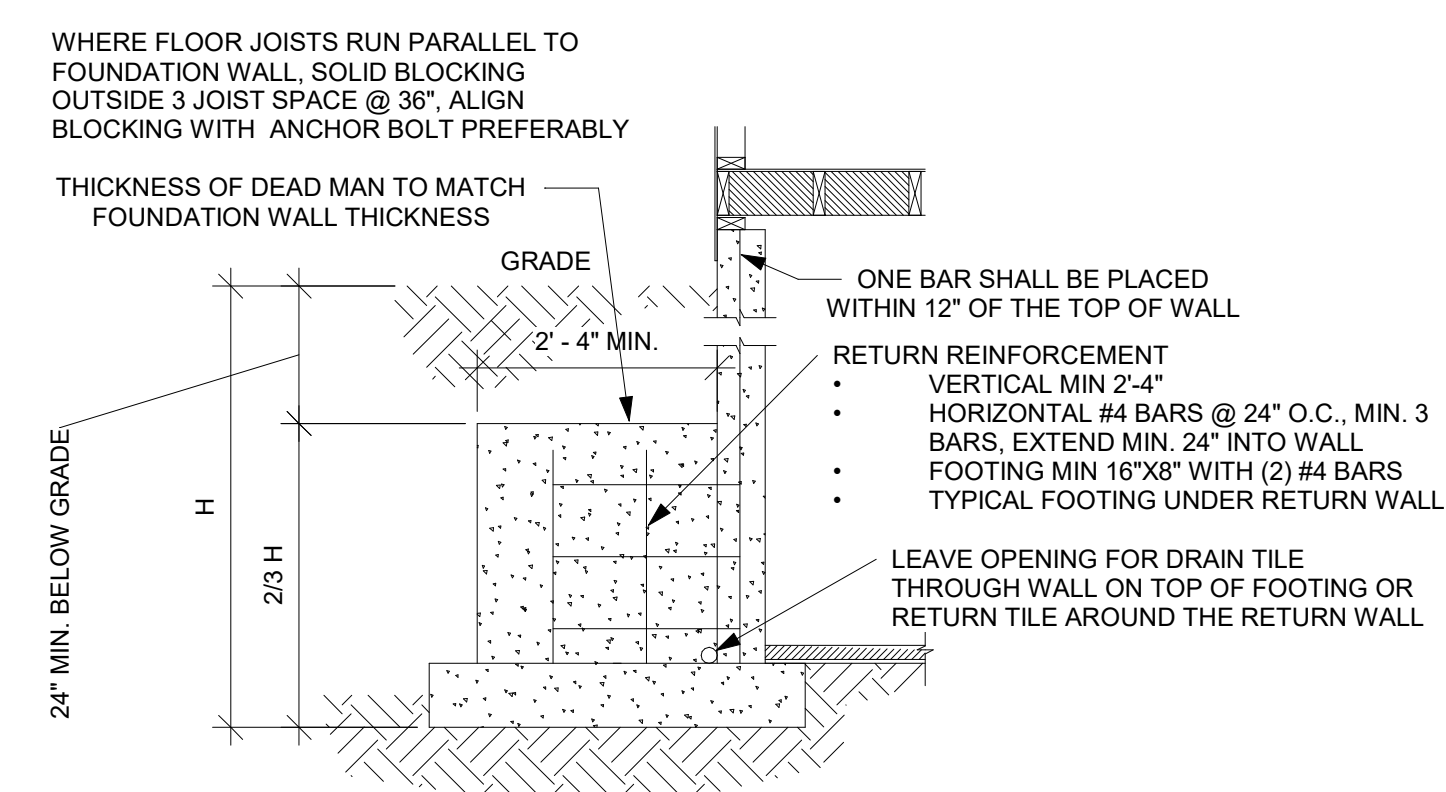 WHERE FLOOR JOISTS RUN PARALLEL TO
FOUNDATION WALL, SOLID BLOCKING
OUTSIDE 3 JOIST SPACE @ 36", ALIGN
BLOCKING WITH ANCHOR BOLT PREFERABLY
THICKNESS OF DEAD MAN TO MATCH
FOUNDATION WALL THICKNESS
GRADE
ONE BAR SHALL BE PLACED
WITHIN 12" OF THE TOP OF WALL
2' - 4" MIN.
RETURN REINFORCEMENT
• VERTICAL MIN 2'-4"
• HORIZONTAL #4 BARS @ 24" O.C., MIN. 3
BARS, EXTEND MIN. 24" INTO WALL
• FOOTING MIN 16"X8" WITH (2) #4 BARS
• TYPICAL FOOTING UNDER RETURN WALL
24" MIN. BELOW GRADE
H
2/3 H
LEAVE OPENING FOR DRAIN TILE
THROUGH WALL ON TOP OF FOOTING OR
RETURN TILE AROUND THE RETURN WALL